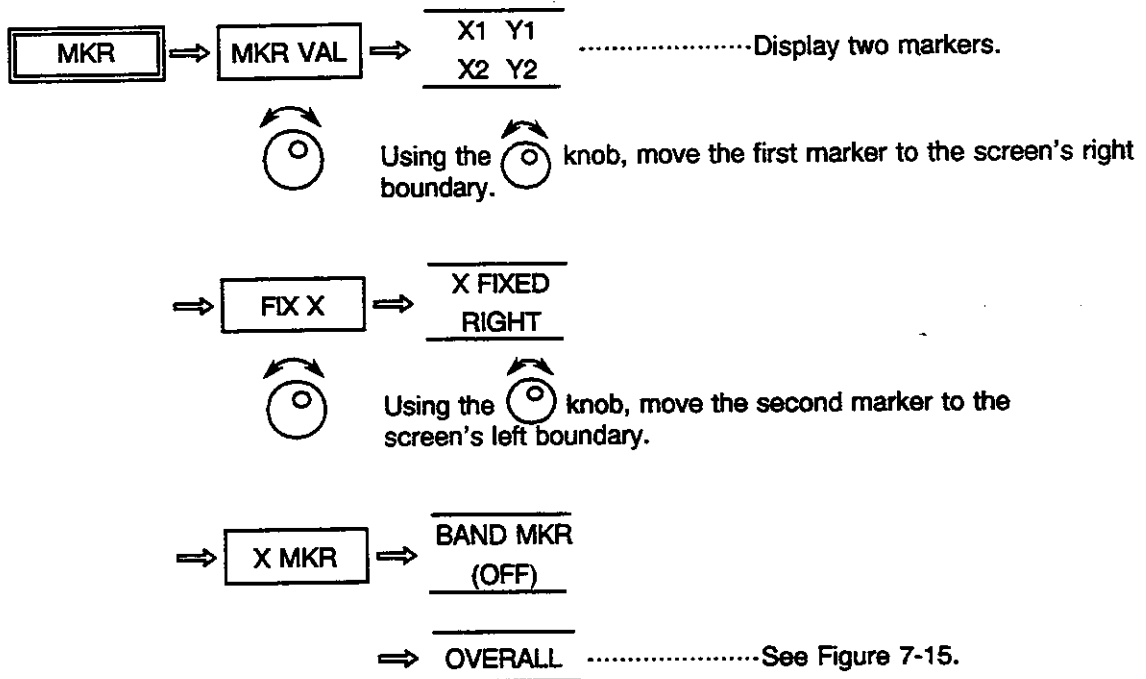 MKR ⇒ MKR VAL ⇒ X1 Y1
X2 Y2 ····················Display two markers.
Using the knob, move the first marker to the screen's right
boundary.
⇒ FIX X ⇒ X FIXED
RIGHT
Using the knob, move the second marker to the
screen's left boundary.
⇒ X MKR ⇒ BAND MKR
(OFF)
⇒ OVERALL ····················See Figure 7-15.